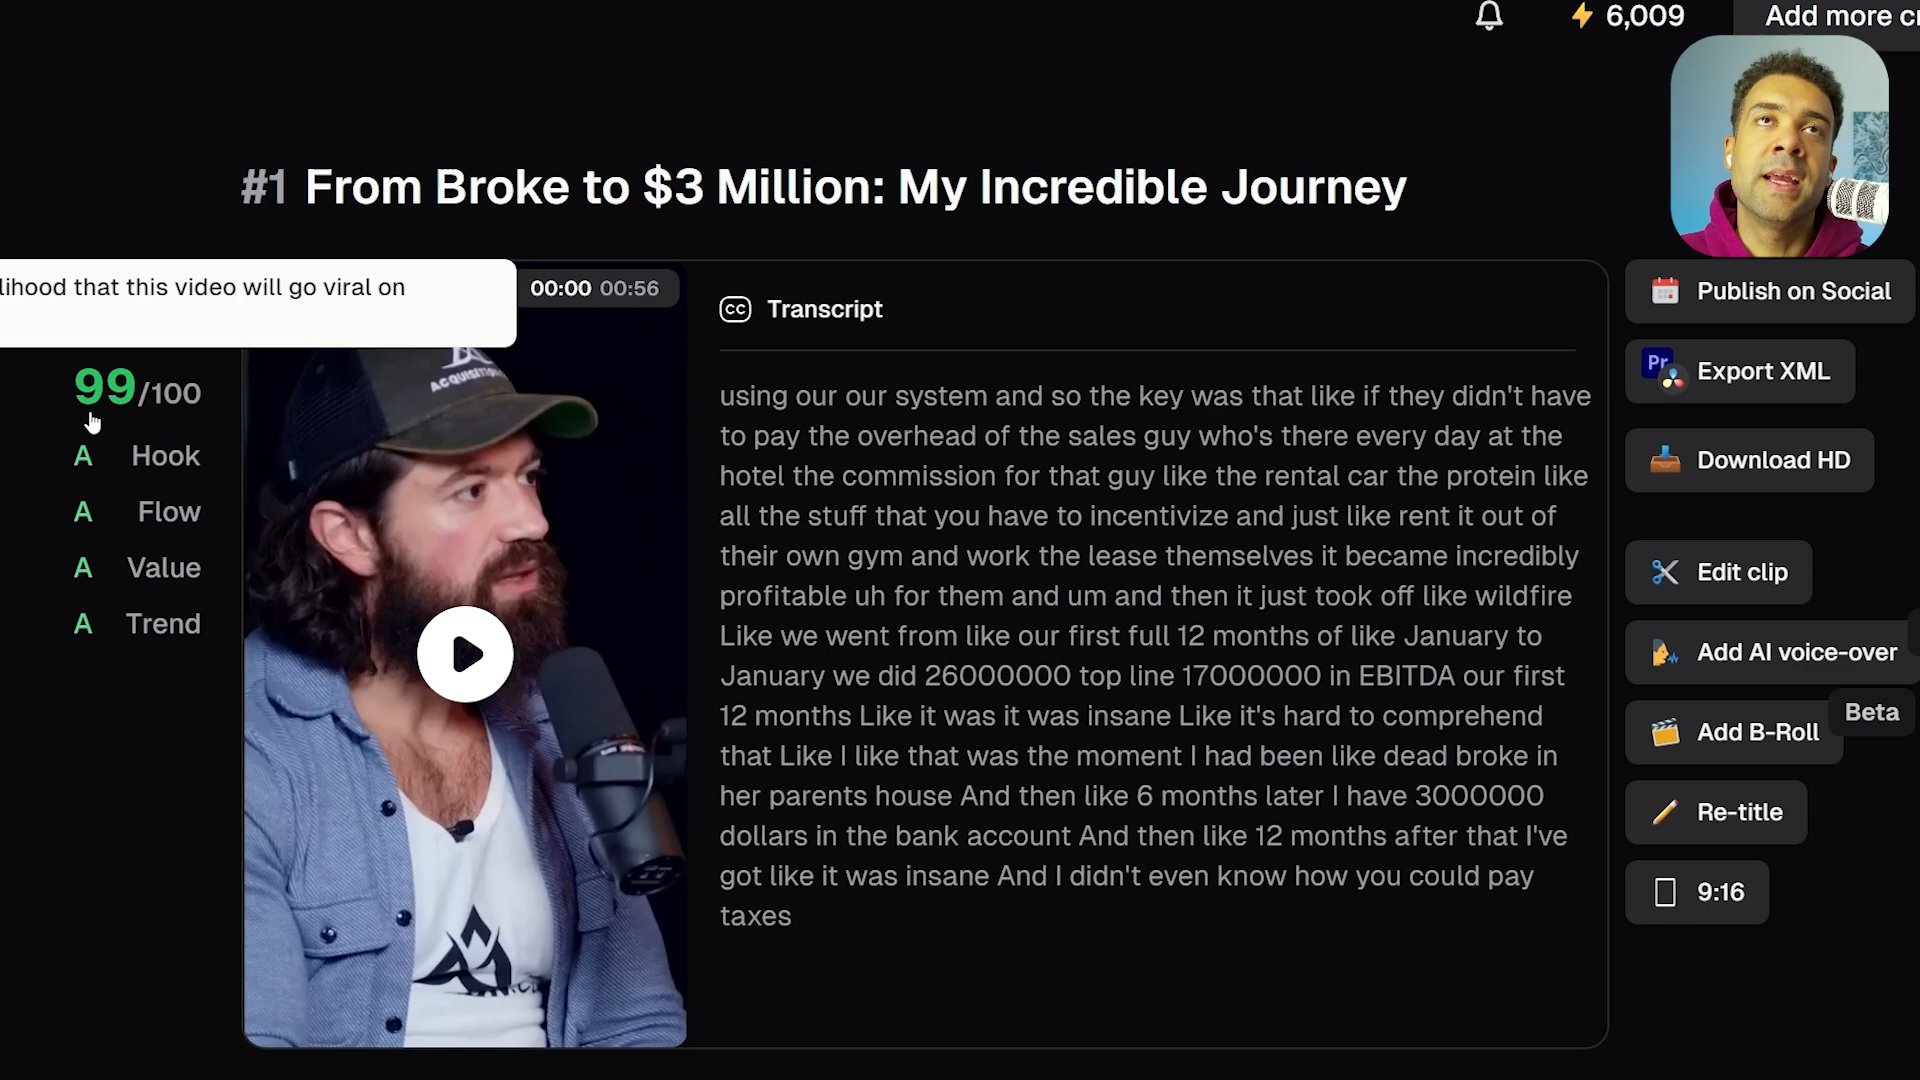 6,009
Add more cr
#1 From Broke to $3 Million: My Incredible Journey
lihood that this video will go viral on
00:00 00:56
99/100
A Hook
A Flow
A Value
A Trend
CC Transcript
using our our system and so the key was that like if they didn't have
to pay the overhead of the sales guy who's there every day at the
hotel the commission for that guy like the rental car the protein like
all the stuff that you have to incentivize and just like rent it out of
their own gym and work the lease themselves it became incredibly
profitable uh for them and um and then it just took off like wildfire
Like we went from like our first full 12 months of like January to
January we did 26000000 top line 17000000 in EBITDA our first
12 months Like it was it was insane Like it's hard to comprehend
that Like I like that was the moment I had been like dead broke in
her parents house And then like 6 months later I have 3000000
dollars in the bank account And then like 12 months after that I've
got like it was insane And I didn't even know how you could pay
taxes
Publish on Social
Pr Export XML
Download HD
Edit clip
Add AI voice-over
Beta
Add B-Roll
Re-title
9:16